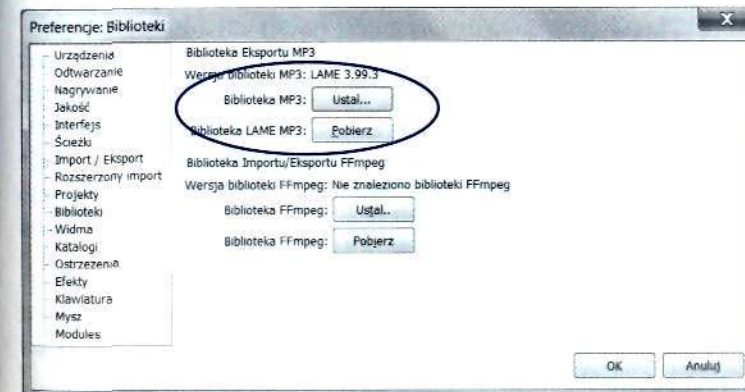 Preferencje: Biblioteki
X
Urządzenia
Odtwarzanie
Nagrywanie
Jakość
Interfejs
Ścieżki
Import / Eksport
Rozszerzony import
Projekty
Biblioteki
Widma
Katalogi
Ostrzeżenia
Efekty
Klawiatura
Mysz
Modules
Biblioteka Eksportu MP3
Wersja biblioteki MP3: LAME 3.99.3
Biblioteka MP3: Ustal...
Biblioteka LAME MP3: Pobierz
Biblioteka Importu/Eksportu FFmpeg
Wersja biblioteki FFmpeg: Nie znaleziono biblioteki FFmpeg
Biblioteka FFmpeg: Ustal..
Biblioteka FFmpeg: Pobierz
OK Anuluj